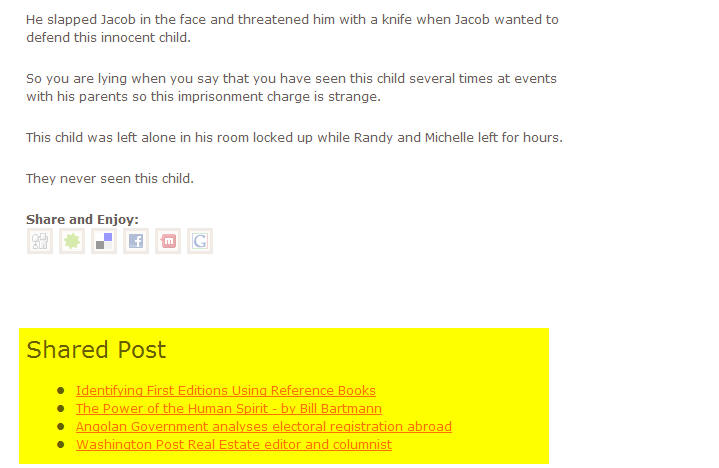 He slapped Jacob in the face and threatened him with a knife when Jacob wanted to
defend this innocent child.
So you are lying when you say that you have seen this child several times at events
with his parents so this imprisonment charge is strange.
This child was left alone in his room locked up while Randy and Michelle left for hours.
They never seen this child.
Share and Enjoy:
Shared Post
Identifying First Editions Using Reference Books
The Power of the Human Spirit - by Bill Bartmann
Angolan Government analyses electoral registration abroad
Washington Post Real Estate editor and columnist